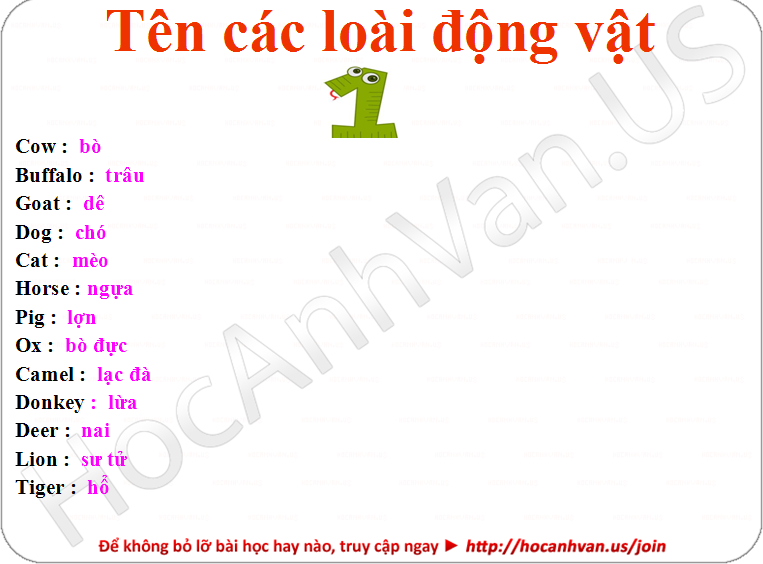 Tên các loài động vật
1
Cow : bò
Buffalo : trâu
Goat : dê
Dog : chó
Cat : mèo
Horse : ngựa
Pig : lợn
Ox : bò đực
Camel : lạc đà
Donkey : lừa
Deer : nai
Lion : sư tử
Tiger : hổ
HocAnhVan.US
Để không bỏ lỡ bài học hay nào, truy cập ngay ► http://hocanhvan.us/join